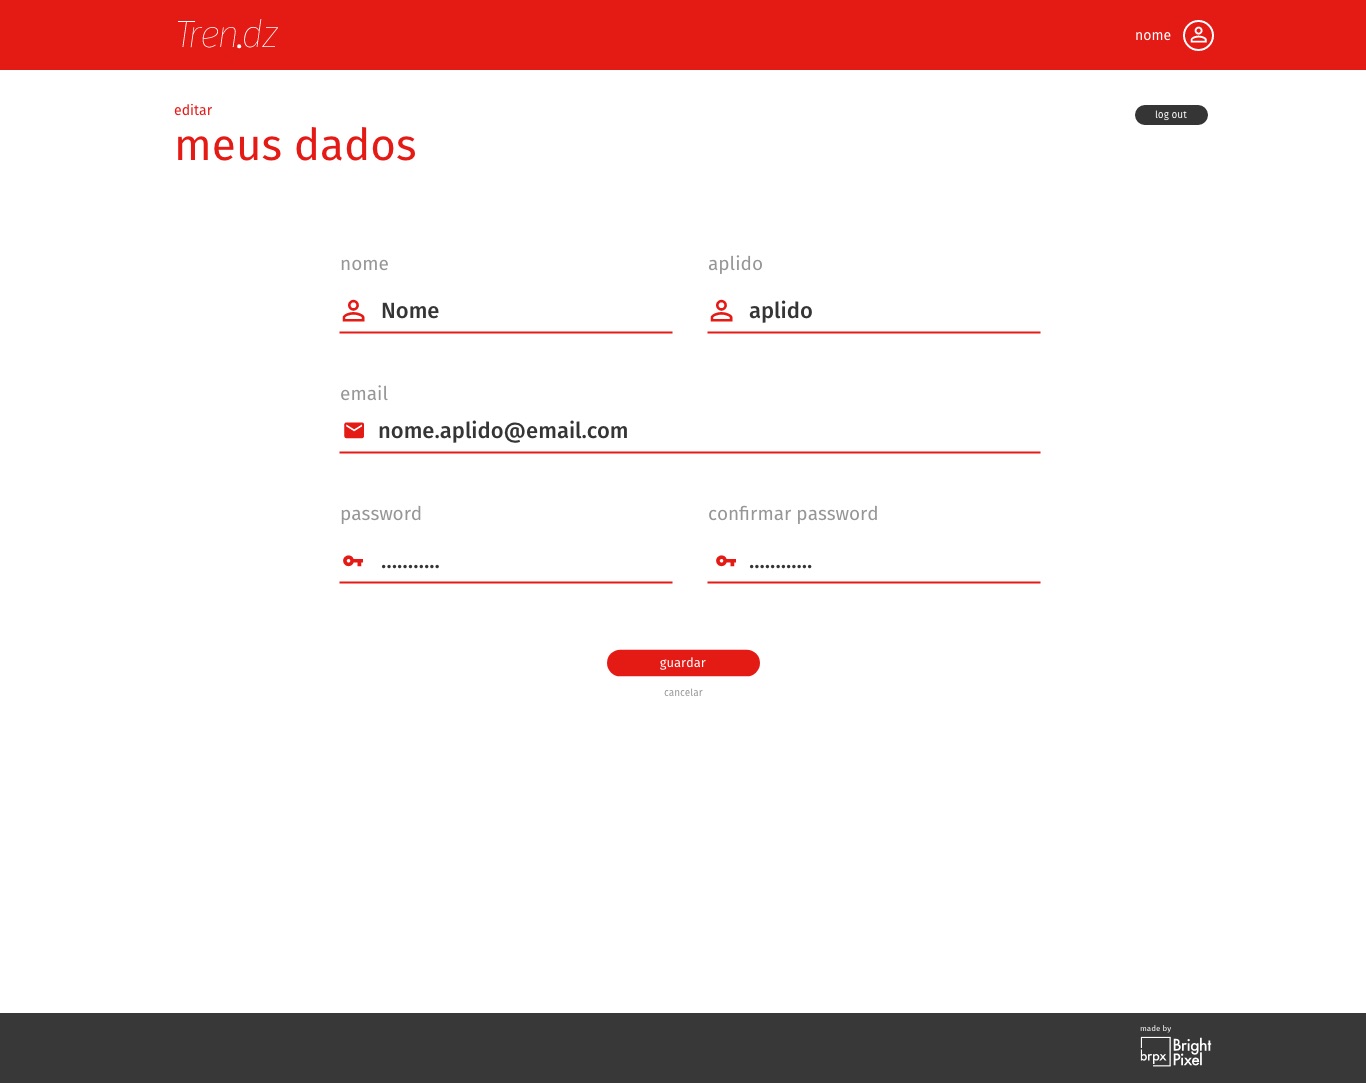 Tren.dz
nome
editar
log out
meus dados
nome
aplido
Nome
aplido
email
nome.aplido@email.com
password
confirmar password
...........
............
guardar
cancelar
made by
brpx
Bright
Pixel